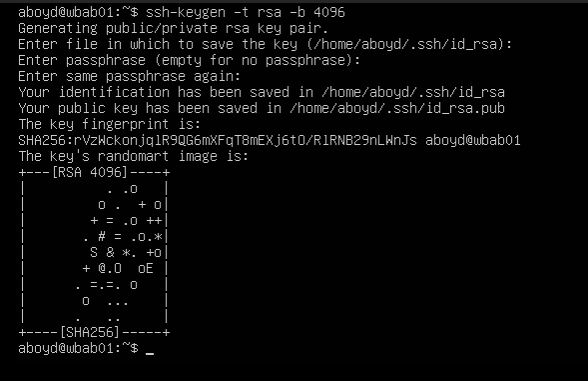 aboyd@wbab01:~$ ssh-keygen -t rsa -b 4096
Generating public/private rsa key pair.
Enter file in which to save the key (/home/aboyd/.ssh/id_rsa):
Enter passphrase (empty for no passphrase):
Enter same passphrase again:
Your identification has been saved in /home/aboyd/.ssh/id_rsa
Your public key has been saved in /home/aboyd/.ssh/id_rsa.pub
The key fingerprint is:
SHA256:rVzWckonjqlR9QG6mXFqT8mEXj6tO/RlRNB29nLWnJs aboyd@wbab01
The key's randomart image is:
+---[RSA 4096]----+
|          . .o   |
|         o .  + o|
|        + = .o ++|
|       . # = .o.*|
|        S & *. +o|
|       + @.O  oE |
|      . =.=. o   |
|       o  ...    |
|      .   ..     |
+----[SHA256]-----+
aboyd@wbab01:~$ _